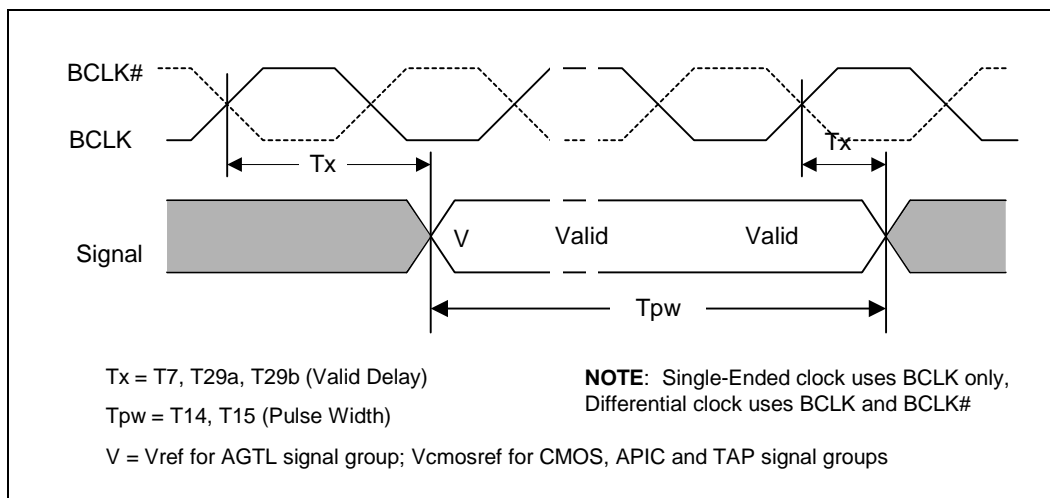 BCLK#
BCLK
Tx
Tx
Signal
V
Valid
Valid
Tpw
Tx = T7, T29a, T29b (Valid Delay)
Tpw = T14, T15 (Pulse Width)
V = Vref for AGTL signal group; Vcmosref for CMOS, APIC and TAP signal groups
NOTE: Single-Ended clock uses BCLK only,
Differential clock uses BCLK and BCLK#